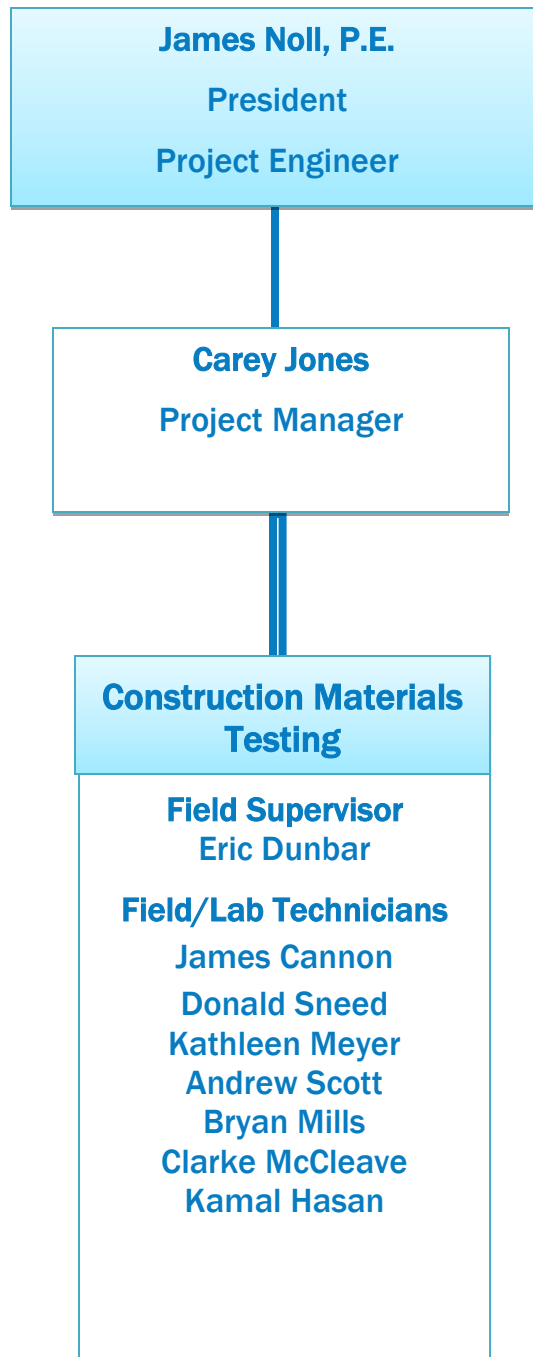 James Noll, P.E.
President
Project Engineer
Carey Jones
Project Manager
Construction Materials
Testing
Field Supervisor
Eric Dunbar
Field/Lab Technicians
James Cannon
Donald Sneed
Kathleen Meyer
Andrew Scott
Bryan Mills
Clarke McCleave
Kamal Hasan